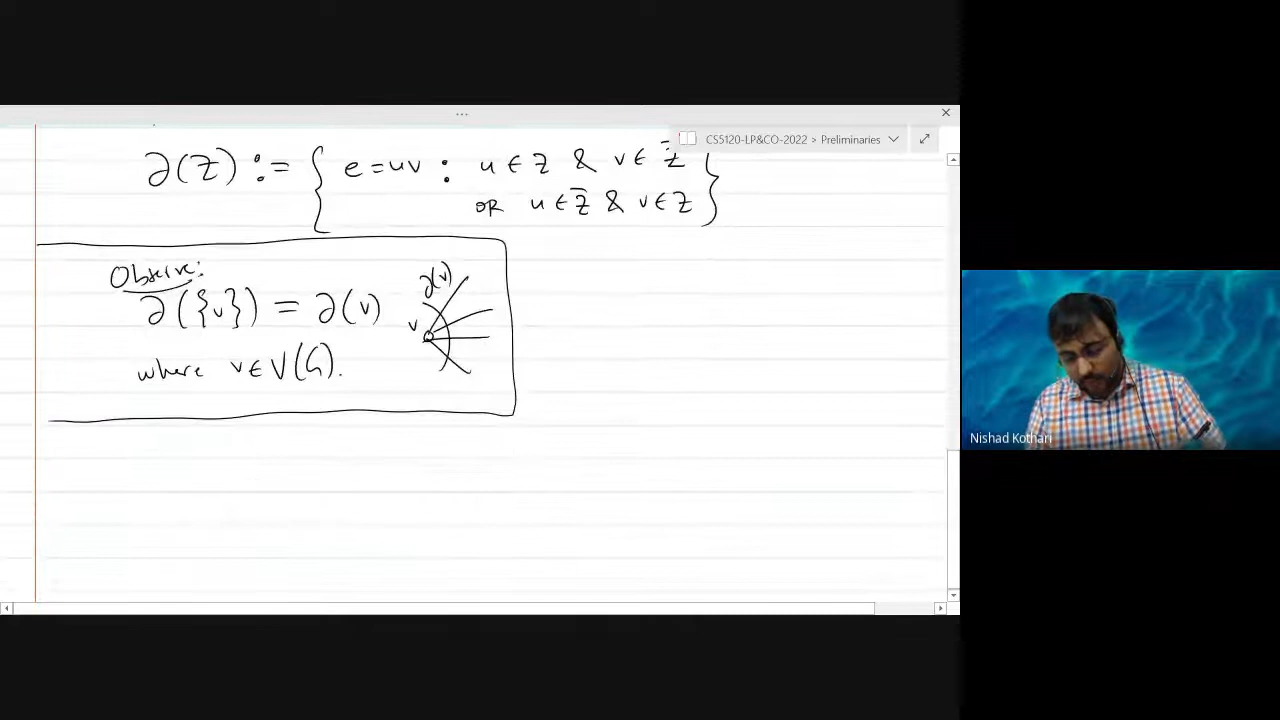 CS5120-LP&CO-2022 > Preliminaries
∂(Z) := { e = uv : u ∈ Z & v ∈ Z̄
OR u ∈ Z̄ & v ∈ Z }
Observe:
∂({v}) = ∂(v)
∂(v)
v
where v ∈ V(G).
Nishad Kothari